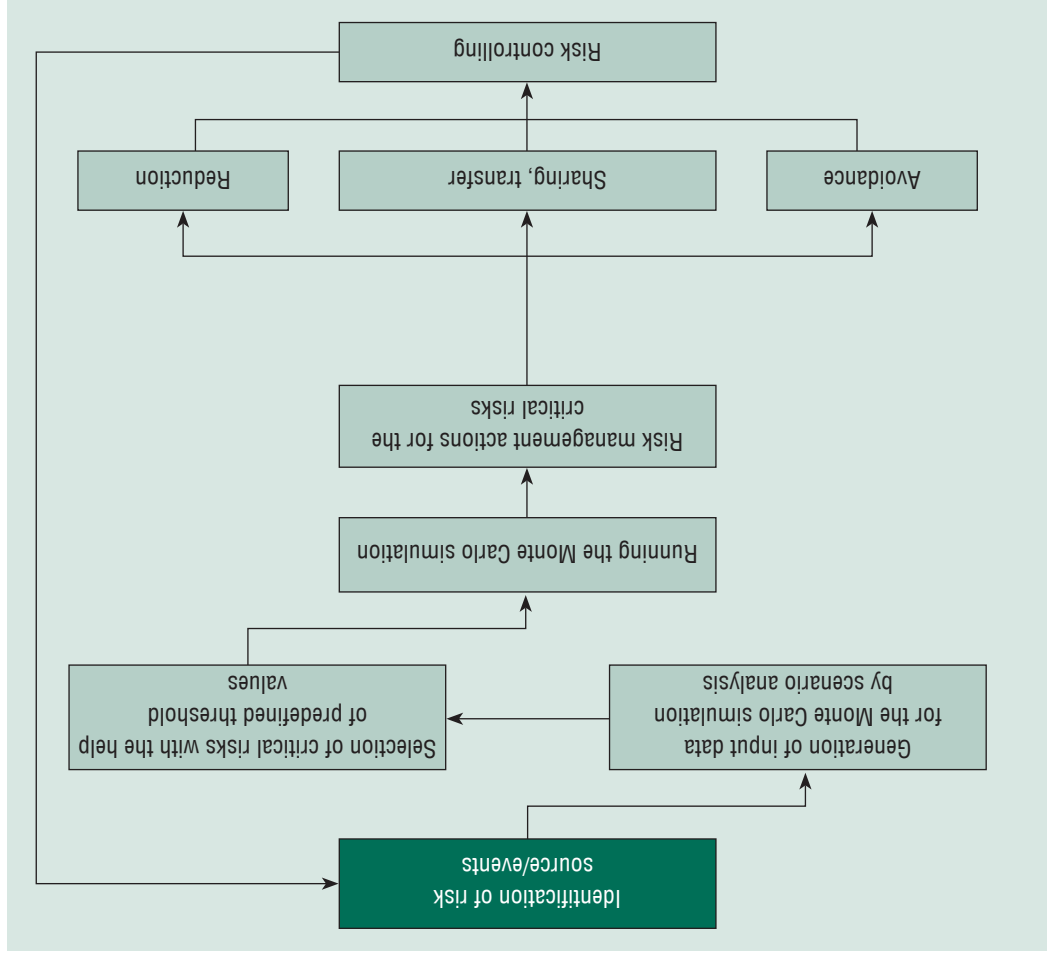 Identification of risk
source/events
Generation of input data
for the Monte Carlo simulation
by scenario analysis
Selection of critical risks with the help
of predefined threshold
values
Running the Monte Carlo simulation
Risk management actions for the
critical risks
Avoidance
Sharing, transfer
Reduction
Risk controlling